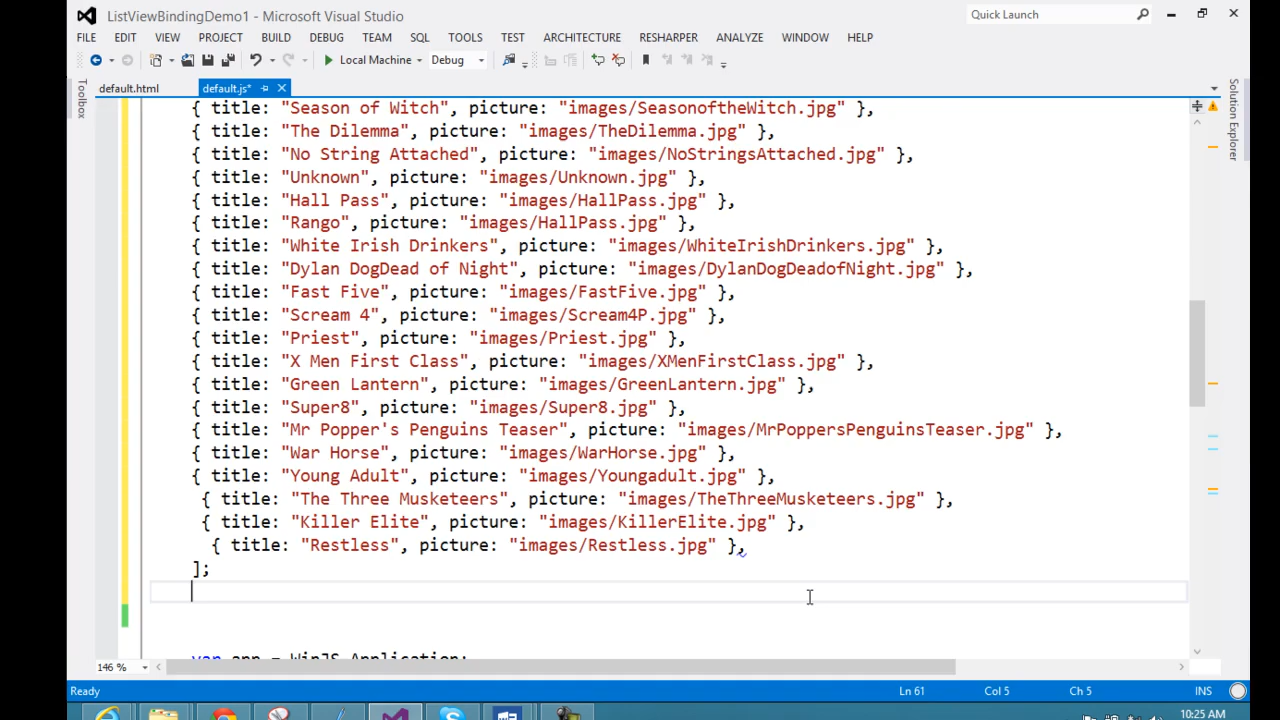 ListViewBindingDemo1 - Microsoft Visual Studio
Quick Launch
FILE EDIT VIEW PROJECT BUILD DEBUG TEAM SQL TOOLS TEST ARCHITECTURE RESHARPER ANALYZE WINDOW HELP
Local Machine Debug
default.html default.js*
Toolbox
Solution Explorer
{ title: "Season of Witch", picture: "images/SeasonoftheWitch.jpg" },
{ title: "The Dilemma", picture: "images/TheDilemma.jpg" },
{ title: "No String Attached", picture: "images/NoStringsAttached.jpg" },
{ title: "Unknown", picture: "images/Unknown.jpg" },
{ title: "Hall Pass", picture: "images/HallPass.jpg" },
{ title: "Rango", picture: "images/HallPass.jpg" },
{ title: "White Irish Drinkers", picture: "images/WhiteIrishDrinkers.jpg" },
{ title: "Dylan DogDead of Night", picture: "images/DylanDogDeadofNight.jpg" },
{ title: "Fast Five", picture: "images/FastFive.jpg" },
{ title: "Scream 4", picture: "images/Scream4P.jpg" },
{ title: "Priest", picture: "images/Priest.jpg" },
{ title: "X Men First Class", picture: "images/XMenFirstClass.jpg" },
{ title: "Green Lantern", picture: "images/GreenLantern.jpg" },
{ title: "Super8", picture: "images/Super8.jpg" },
{ title: "Mr Popper's Penguins Teaser", picture: "images/MrPoppersPenguinsTeaser.jpg" },
{ title: "War Horse", picture: "images/WarHorse.jpg" },
{ title: "Young Adult", picture: "images/Youngadult.jpg" },
{ title: "The Three Musketeers", picture: "images/TheThreeMusketeers.jpg" },
{ title: "Killer Elite", picture: "images/KillerElite.jpg" },
{ title: "Restless", picture: "images/Restless.jpg" },
];
var app = WinJS.Application;
146 %
Ready Ln 61 Col 5 Ch 5 INS
10:25 AM